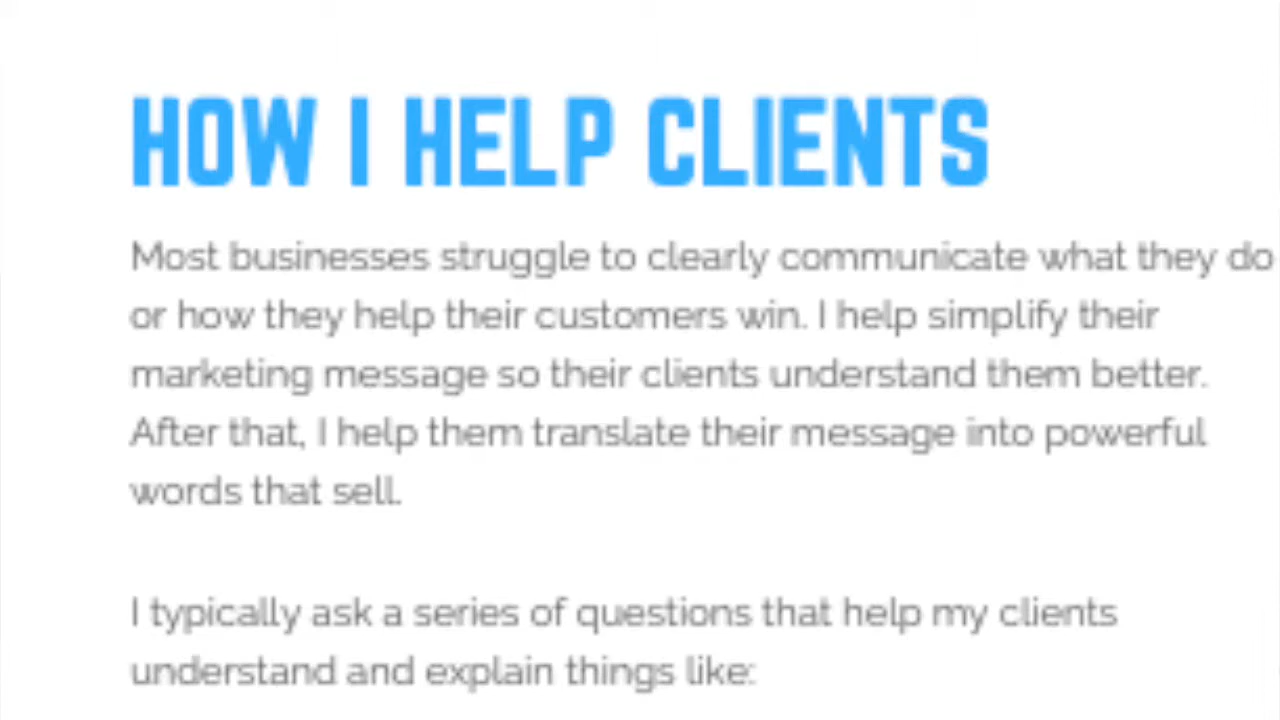 HOW I HELP CLIENTS
Most businesses struggle to clearly communicate what they do
or how they help their customers win. I help simplify their
marketing message so their clients understand them better.
After that, I help them translate their message into powerful
words that sell.
I typically ask a series of questions that help my clients
understand and explain things like: